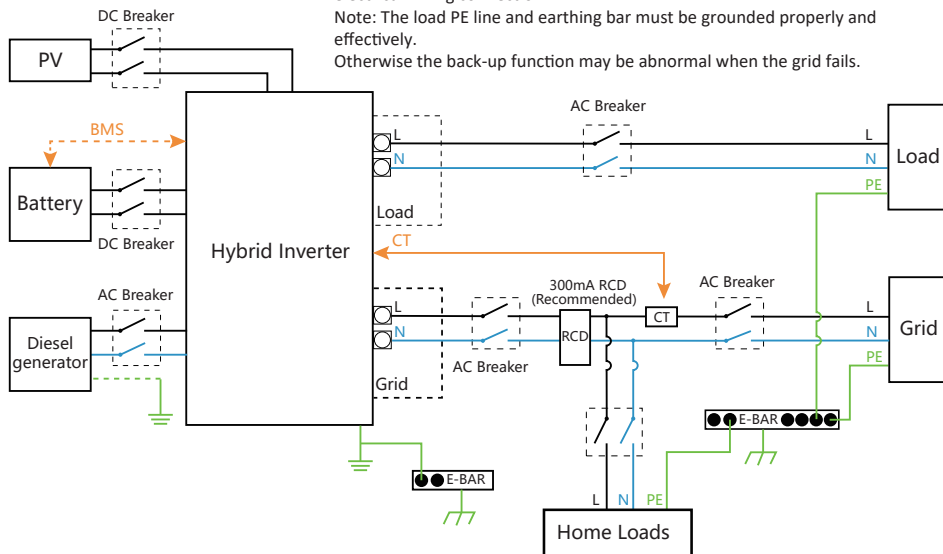 Note: The load PE line and earthing bar must be grounded properly and
effectively.
Otherwise the back-up function may be abnormal when the grid fails.
DC Breaker
PV
BMS
Battery
DC Breaker
AC Breaker
Diesel
generator
Hybrid Inverter
L
N
Load
AC Breaker
L
N
PE
Load
CT
L
N
Grid
AC Breaker
300mA RCD
(Recommended)
RCD
CT
AC Breaker
L
N
PE
Grid
E-BAR
E-BAR
L
N
PE
Home Loads